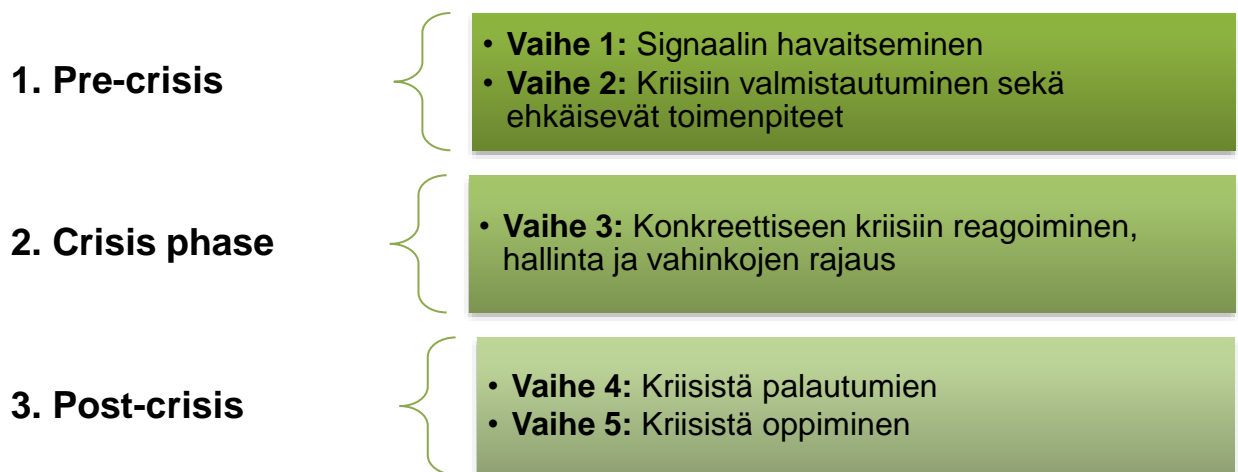 1. Pre-crisis
• Vaihe 1: Signaalin havaitseminen
• Vaihe 2: Kriisiin valmistautuminen sekä
ehkäisevät toimenpiteet
2. Crisis phase
• Vaihe 3: Konkreettiseen kriisiin reagoiminen,
hallinta ja vahinkojen rajaus
3. Post-crisis
• Vaihe 4: Kriisistä palautumien
• Vaihe 5: Kriisistä oppiminen